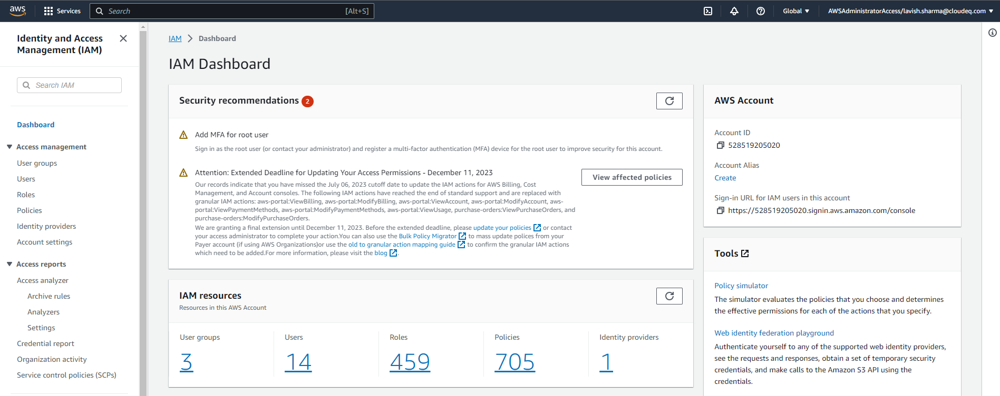 aws
Services
Search
[Alt+S]
Global
AWSAdministratorAccess/lavish.sharma@cloudeq.com
Identity and Access
Management (IAM)
Search IAM
Dashboard
Access management
User groups
Users
Roles
Policies
Identity providers
Account settings
Access reports
Access analyzer
Archive rules
Analyzers
Settings
Credential report
Organization activity
Service control policies (SCPs)
IAM > Dashboard
IAM Dashboard
Security recommendations 2
Add MFA for root user
Sign in as the root user (or contact your administrator) and register a multi-factor authentication (MFA) device for the root user to improve security for this account.
Attention: Extended Deadline for Updating Your Access Permissions - December 11, 2023
Our records indicate that you have missed the July 06, 2023 cutoff date to update the IAM actions for AWS Billing, Cost
Management, and Account consoles. The following IAM actions have reached the end of standard support and are replaced with
granular IAM actions: aws-portal:ViewBilling, aws-portal:ModifyBilling, aws-portal:ViewAccount, aws-portal:ModifyAccount, aws-
portal:ViewPaymentMethods, aws-portal:ModifyPaymentMethods, aws-portal:ViewUsage, purchase-orders:ViewPurchaseOrders, and
purchase-orders:ModifyPurchaseOrders.
We are granting a final extension until December 11, 2023. Before the extended deadline, please update your policies or contact
your access administrator to complete your action.You can also use the Bulk Policy Migrator to mass update polices from your
Payer account (if using AWS Organizations)or use the old to granular action mapping guide to confirm the granular IAM actions
which need to be added.For more information, please visit the blog .
View affected policies
IAM resources
Resources in this AWS Account
User groups
3
Users
14
Roles
459
Policies
705
Identity providers
1
AWS Account
Account ID
528519205020
Account Alias
Create
Sign-in URL for IAM users in this account
https://528519205020.signin.aws.amazon.com/console
Tools
Policy simulator
The simulator evaluates the policies that you choose and determines
the effective permissions for each of the actions that you specify.
Web identity federation playground
Authenticate yourself to any of the supported web identity providers,
see the requests and responses, obtain a set of temporary security
credentials, and make calls to the Amazon S3 API using the
credentials.